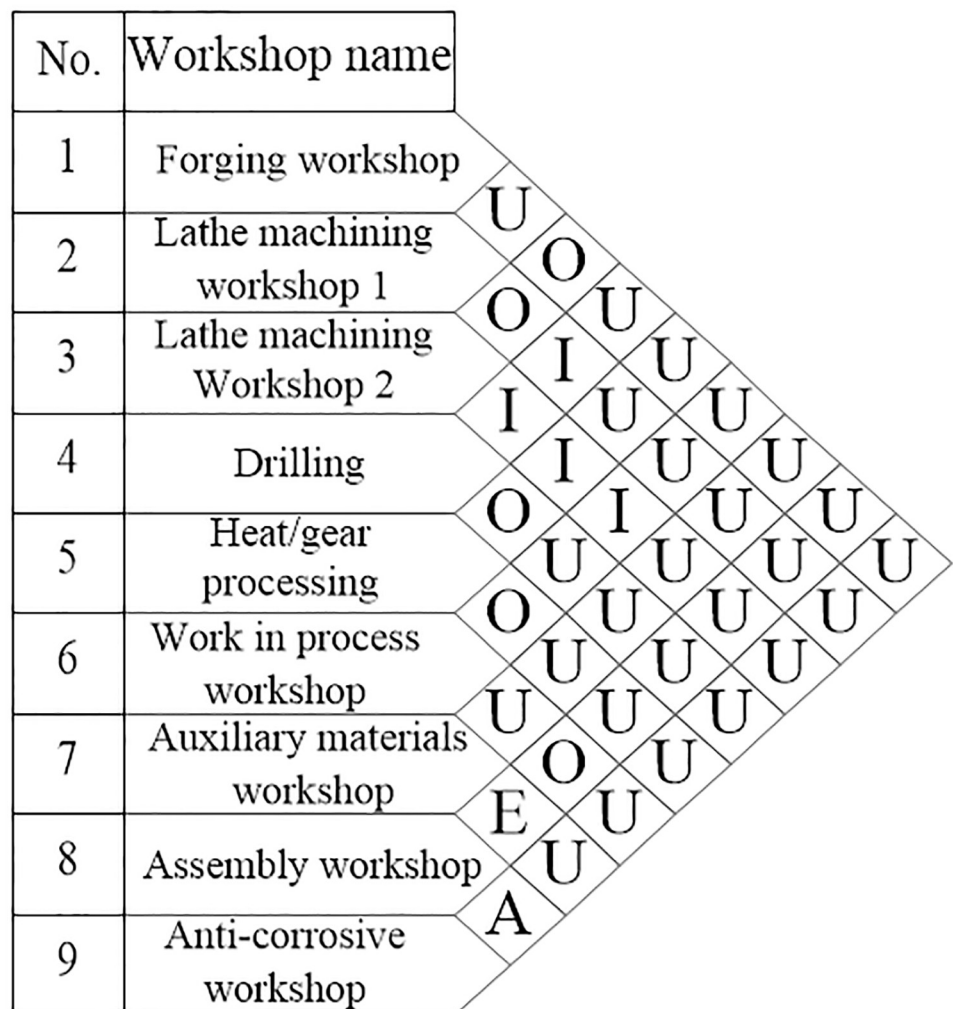 No. Workshop name
1 Forging workshop
U
2 Lathe machining
workshop 1
O
O U
3 Lathe machining
Workshop 2
I U
I U U
4 Drilling
I U U
O I U U
5 Heat/gear
processing
U U U U
O U U U
6 Work in process
workshop
U U U
U U U
7 Auxiliary materials
workshop
O U
E U
8 Assembly workshop
U
A
9 Anti-corrosive
workshop